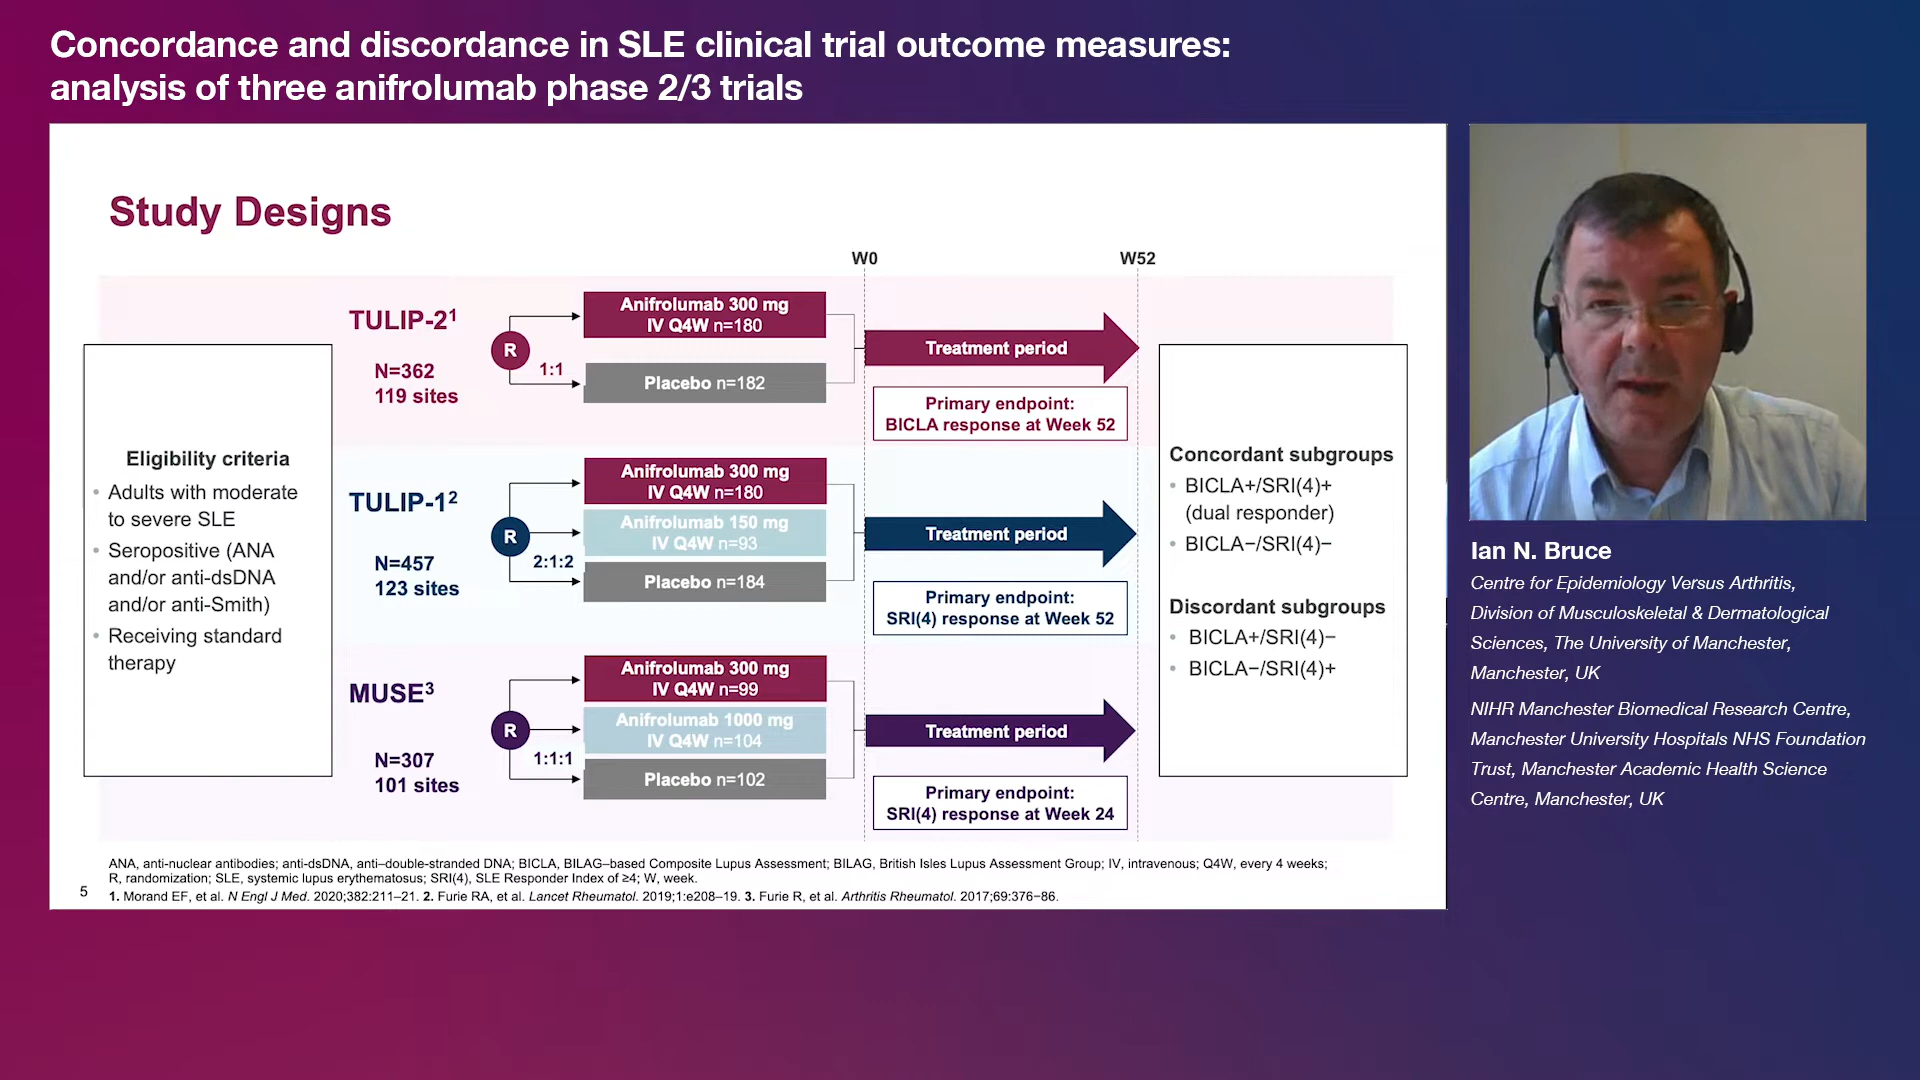 Concordance and discordance in SLE clinical trial outcome measures:
analysis of three anifrolumab phase 2/3 trials
Study Designs
W0
W52
Eligibility criteria
• Adults with moderate
to severe SLE
• Seropositive (ANA
and/or anti-dsDNA
and/or anti-Smith)
• Receiving standard
therapy
TULIP-2¹
N=362
119 sites
R
1:1
Anifrolumab 300 mg
IV Q4W n=180
Placebo n=182
Treatment period
Primary endpoint:
BICLA response at Week 52
TULIP-1²
N=457
123 sites
R
2:1:2
Anifrolumab 300 mg
IV Q4W n=180
Anifrolumab 150 mg
IV Q4W n=93
Placebo n=184
Treatment period
Primary endpoint:
SRI(4) response at Week 52
MUSE³
N=307
101 sites
R
1:1:1
Anifrolumab 300 mg
IV Q4W n=99
Anifrolumab 1000 mg
IV Q4W n=104
Placebo n=102
Treatment period
Primary endpoint:
SRI(4) response at Week 24
Concordant subgroups
• BICLA+/SRI(4)+
(dual responder)
• BICLA−/SRI(4)−
Discordant subgroups
• BICLA+/SRI(4)−
• BICLA−/SRI(4)+
ANA, anti-nuclear antibodies; anti-dsDNA, anti–double-stranded DNA; BICLA, BILAG–based Composite Lupus Assessment; BILAG, British Isles Lupus Assessment Group; IV, intravenous; Q4W, every 4 weeks;
R, randomization; SLE, systemic lupus erythematosus; SRI(4), SLE Responder Index of ≥4; W, week.
1. Morand EF, et al. N Engl J Med. 2020;382:211–21. 2. Furie RA, et al. Lancet Rheumatol. 2019;1:e208–19. 3. Furie R, et al. Arthritis Rheumatol. 2017;69:376−86.
5
Ian N. Bruce
Centre for Epidemiology Versus Arthritis,
Division of Musculoskeletal & Dermatological
Sciences, The University of Manchester,
Manchester, UK
NIHR Manchester Biomedical Research Centre,
Manchester University Hospitals NHS Foundation
Trust, Manchester Academic Health Science
Centre, Manchester, UK